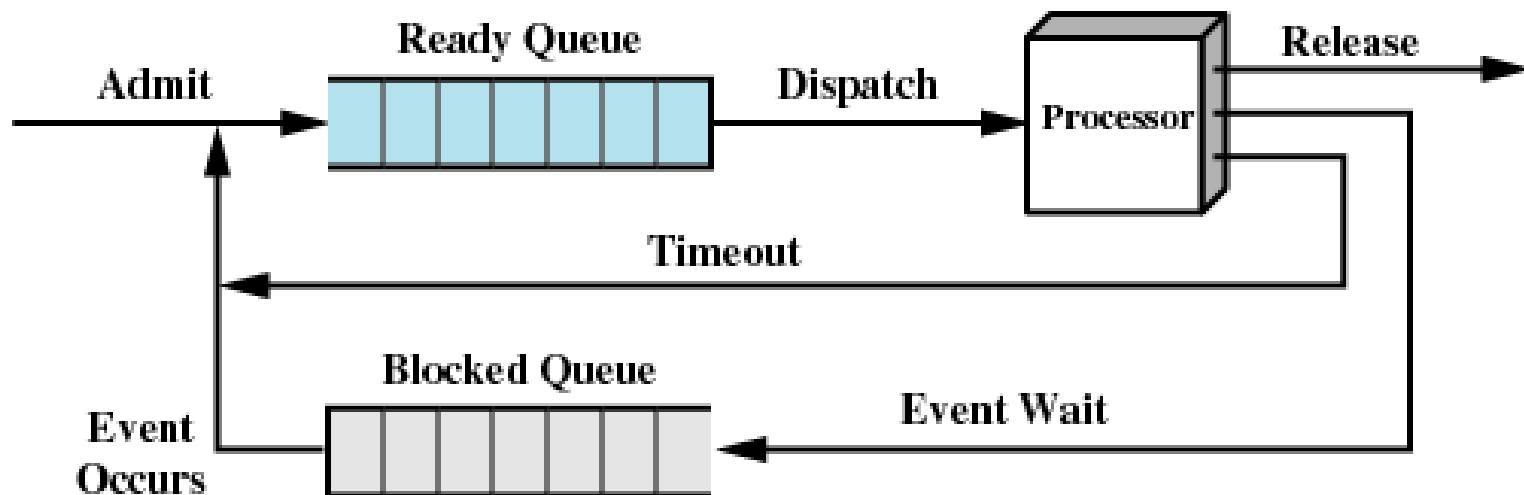 Ready Queue
Release
Admit
Dispatch
Processor
Timeout
Blocked Queue
Event Wait
Event
Occurs